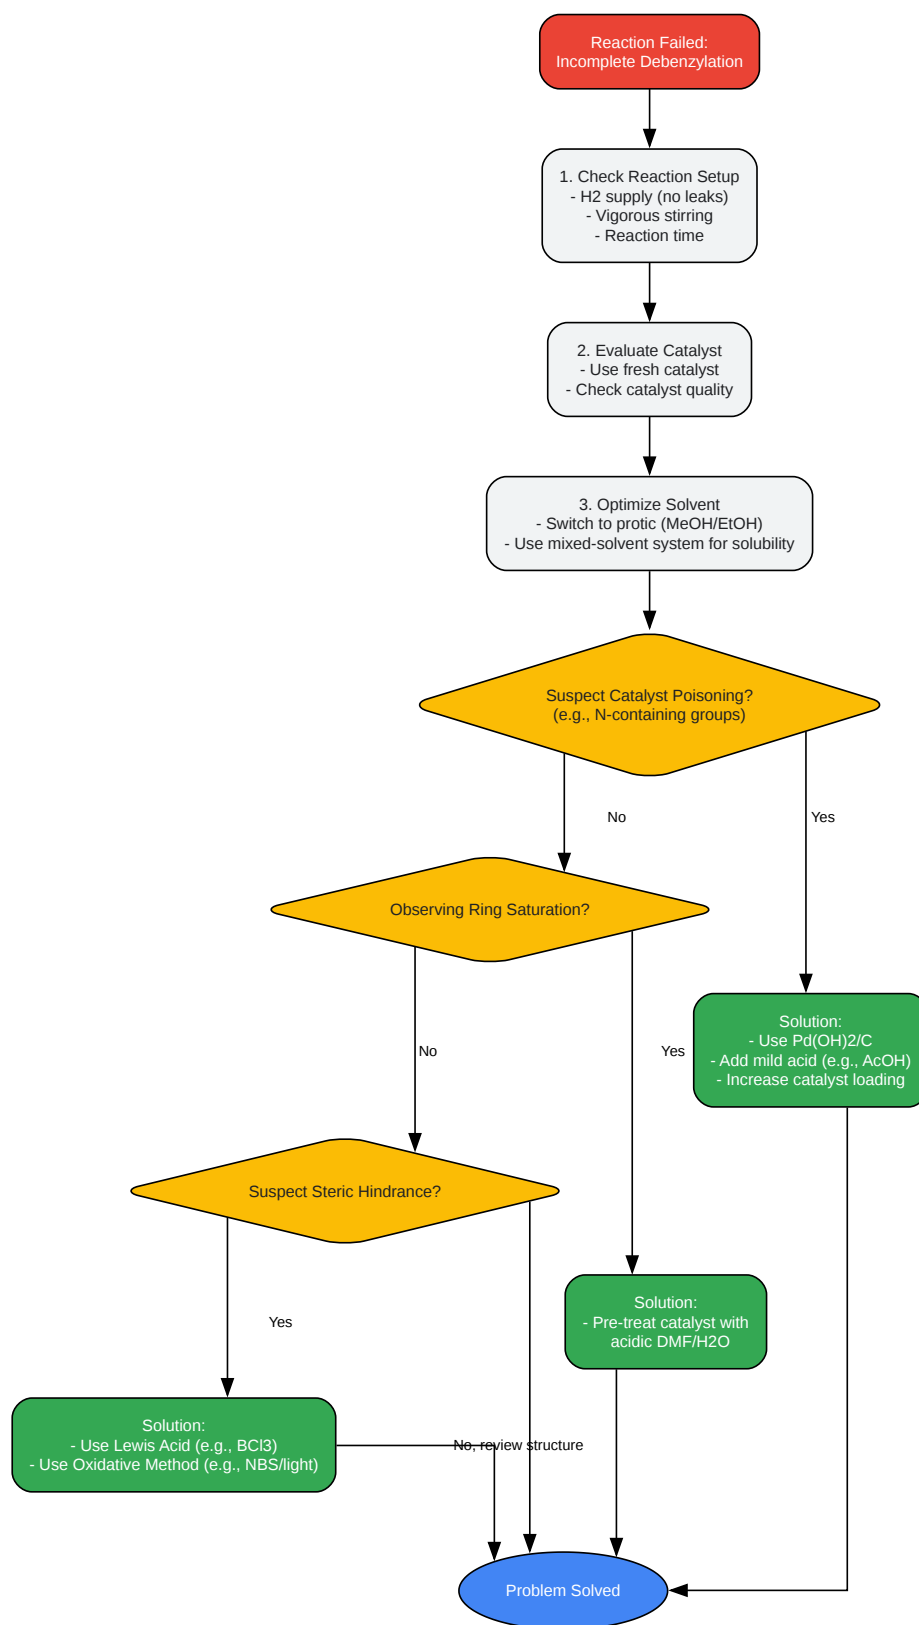 Reaction Failed:
Incomplete Debenzylation
1. Check Reaction Setup
- H2 supply (no leaks)
- Vigorous stirring
- Reaction time
2. Evaluate Catalyst
- Use fresh catalyst
- Check catalyst quality
3. Optimize Solvent
- Switch to protic (MeOH/EtOH)
- Use mixed-solvent system for solubility
Suspect Catalyst Poisoning?
(e.g., N-containing groups)
No
Yes
Observing Ring Saturation?
Solution:
- Use Pd(OH)2/C
- Add mild acid (e.g., AcOH)
- Increase catalyst loading
No
Yes
Suspect Steric Hindrance?
Solution:
- Pre-treat catalyst with
acidic DMF/H2O
Yes
Solution:
- Use Lewis Acid (e.g., BCl3)
- Use Oxidative Method (e.g., NBS/light)
No, review structure
Problem Solved